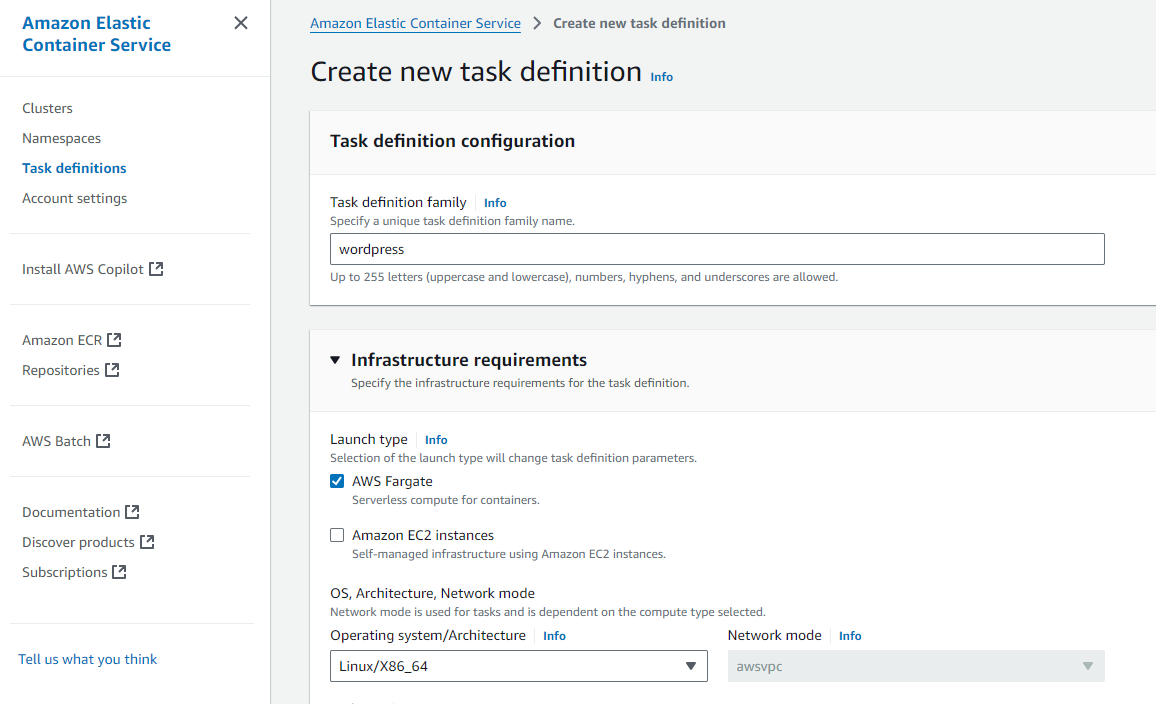 Amazon Elastic
Container Service
Clusters
Namespaces
Task definitions
Account settings
Install AWS Copilot
Amazon ECR
Repositories
AWS Batch
Documentation
Discover products
Subscriptions
Tell us what you think
Amazon Elastic Container Service > Create new task definition
Create new task definition Info
Task definition configuration
Task definition family Info
Specify a unique task definition family name.
wordpress
Up to 255 letters (uppercase and lowercase), numbers, hyphens, and underscores are allowed.
Infrastructure requirements
Specify the infrastructure requirements for the task definition.
Launch type Info
Selection of the launch type will change task definition parameters.
AWS Fargate
Serverless compute for containers.
Amazon EC2 instances
Self-managed infrastructure using Amazon EC2 instances.
OS, Architecture, Network mode
Network mode is used for tasks and is dependent on the compute type selected.
Operating system/Architecture Info Network mode Info
Linux/X86_64 awsvpc